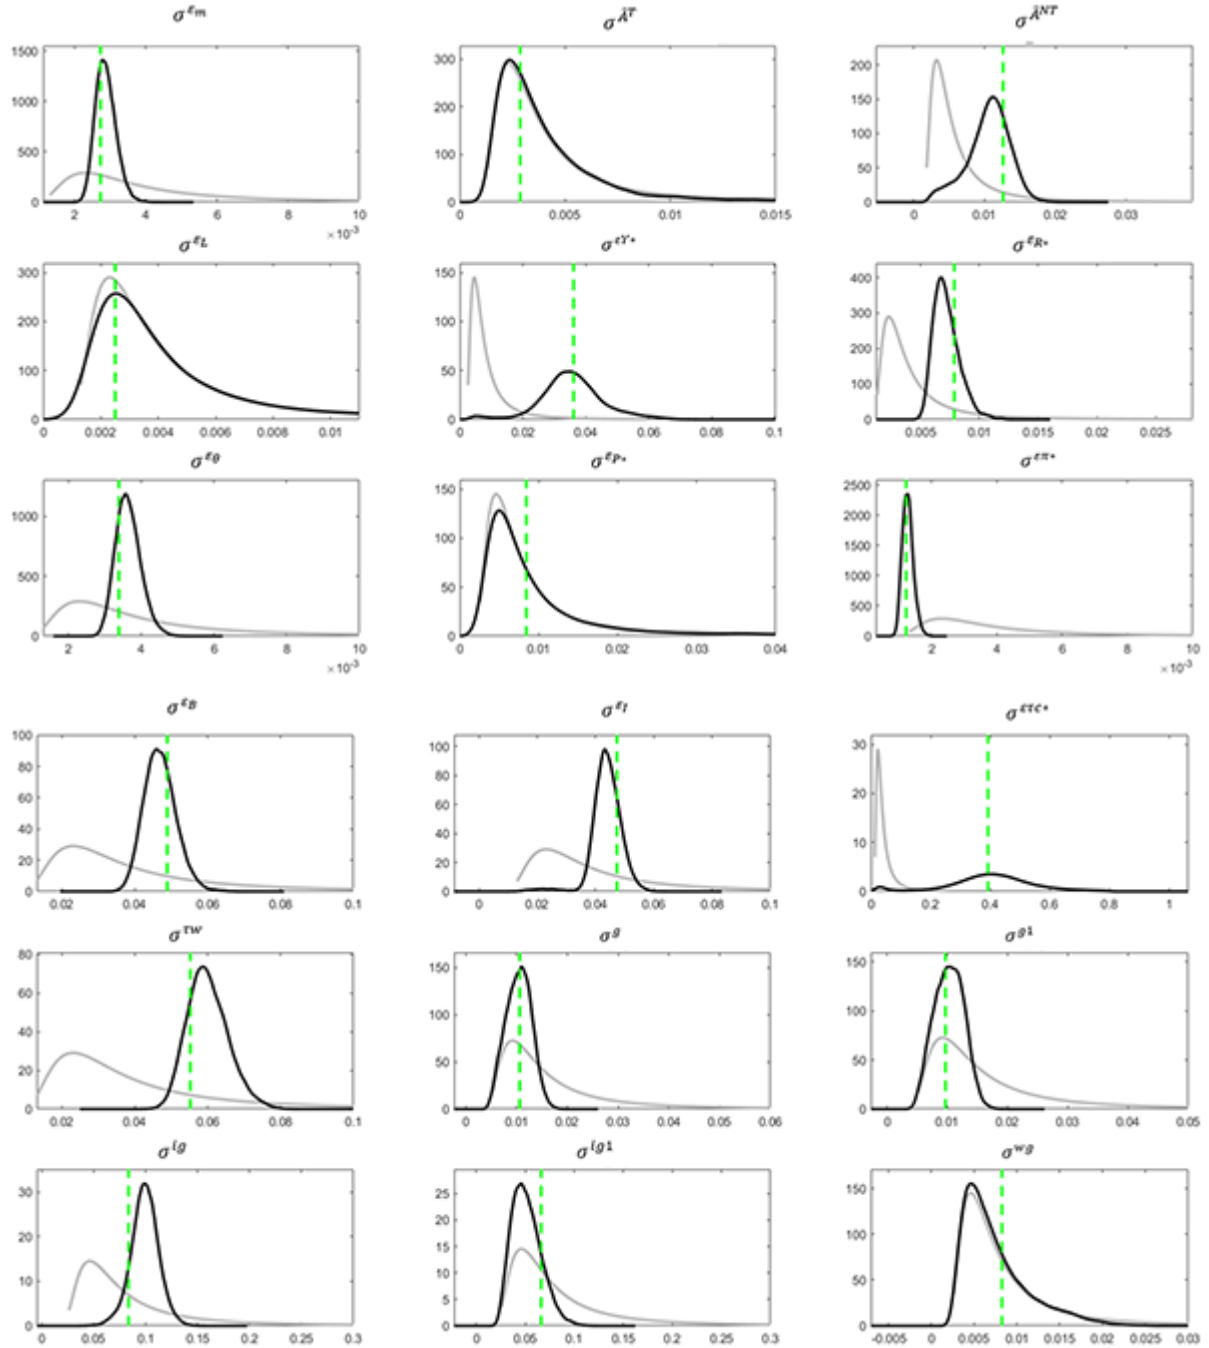 σ^{ε_m} σ^{Â^T} σ^{Â^{NT}}
1500 1000 500 0
2 4 6 8 10
×10⁻³
300 200 100 0
0 0.005 0.01 0.015
200 150 100 50 0
0 0.01 0.02 0.03
σ^{ε_L} σ^{εY*} σ^{ε_{R*}}
300 200 100 0
0 0.002 0.004 0.006 0.008 0.01
150 100 50 0
0 0.02 0.04 0.06 0.08 0.1
400 300 200 100 0
0.005 0.01 0.015 0.02 0.025
σ^{ε_θ} σ^{ε_{P*}} σ^{επ*}
1000 500 0
2 4 6 8 10
×10⁻³
150 100 50 0
0 0.01 0.02 0.03 0.04
2500 2000 1500 1000 500 0
2 4 6 8 10
×10⁻³
σ^{ε_B} σ^{ε_I} σ^{ετc*}
100 80 60 40 20 0
0.02 0.04 0.06 0.08 0.1
100 80 60 40 20 0
0 0.02 0.04 0.06 0.08 0.1
30 20 10 0
0 0.2 0.4 0.6 0.8 1
σ^{τw} σ^{g} σ^{g1}
80 60 40 20 0
0.02 0.04 0.06 0.08 0.1
150 100 50 0
0 0.01 0.02 0.03 0.04 0.05 0.06
150 100 50 0
0 0.01 0.02 0.03 0.04 0.05
σ^{ig} σ^{ig1} σ^{wg}
30 20 10 0
0 0.05 0.1 0.15 0.2 0.25 0.3
25 20 15 10 5 0
0 0.05 0.1 0.15 0.2 0.25 0.3
150 100 50 0
-0.005 0 0.005 0.01 0.015 0.02 0.025 0.03